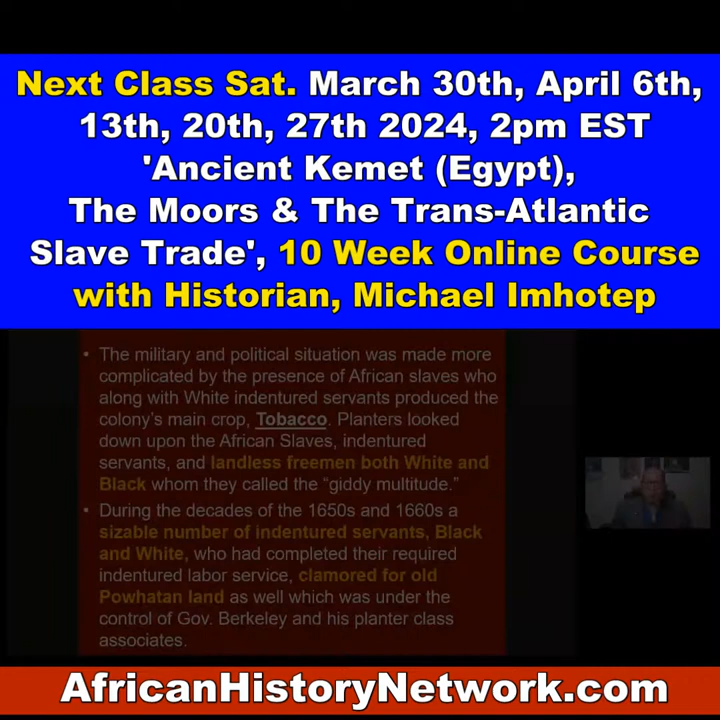 Next Class Sat. March 30th, April 6th,
13th, 20th, 27th 2024, 2pm EST
'Ancient Kemet (Egypt),
The Moors & The Trans-Atlantic
Slave Trade', 10 Week Online Course
with Historian, Michael Imhotep
• The military and political situation was made more
complicated by the presence of African slaves who
along with White indentured servants produced the
colony's main crop, Tobacco. Planters looked
down upon the African Slaves, indentured
servants, and landless freemen both White and
Black whom they called the "giddy multitude."
• During the decades of the 1650s and 1660s a
sizable number of indentured servants, Black
and White, who had completed their required
indentured labor service, clamored for old
Powhatan land as well which was under the
control of Gov. Berkeley and his planter class
associates.
AfricanHistoryNetwork.com